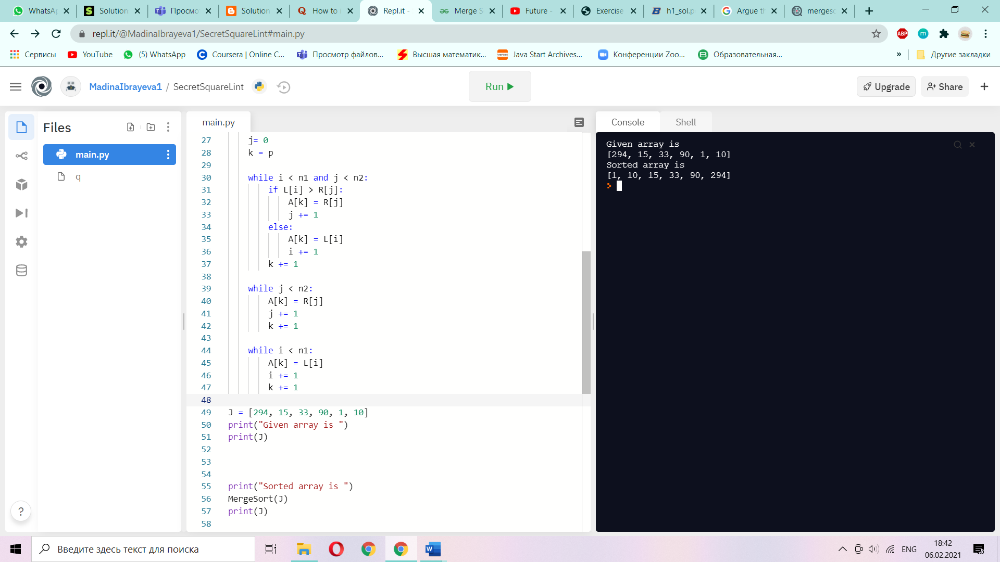 WhatsA
Solution
Просмо
Solution
How to i
Repl.it -
Merge S
Future -
Exercise
h1_sol.p
Argue th
mergesc
repl.it/@MadinaIbrayeva1/SecretSquareLint#main.py
ABP
m
Сервисы
YouTube
(5) WhatsApp
Coursera | Online C...
Просмотр файлов...
Высшая математик...
Java Start Archives...
Конференции Zoo...
Образовательная...
»
Другие закладки
MadinaIbrayeva1 / SecretSquareLint
Run
Upgrade
Share
Files
main.py
q
main.py
27 j= 0
28 k = p
29
30 while i < n1 and j < n2:
31 if L[i] > R[j]:
32 A[k] = R[j]
33 j += 1
34 else:
35 A[k] = L[i]
36 i += 1
37 k += 1
38
39 while j < n2:
40 A[k] = R[j]
41 j += 1
42 k += 1
43
44 while i < n1:
45 A[k] = L[i]
46 i += 1
47 k += 1
48
49 J = [294, 15, 33, 90, 1, 10]
50 print("Given array is ")
51 print(J)
52
53
54
55 print("Sorted array is ")
56 MergeSort(J)
57 print(J)
58
Console
Shell
Given array is
[294, 15, 33, 90, 1, 10]
Sorted array is
[1, 10, 15, 33, 90, 294]
?
Введите здесь текст для поиска
ENG
18:42
06.02.2021